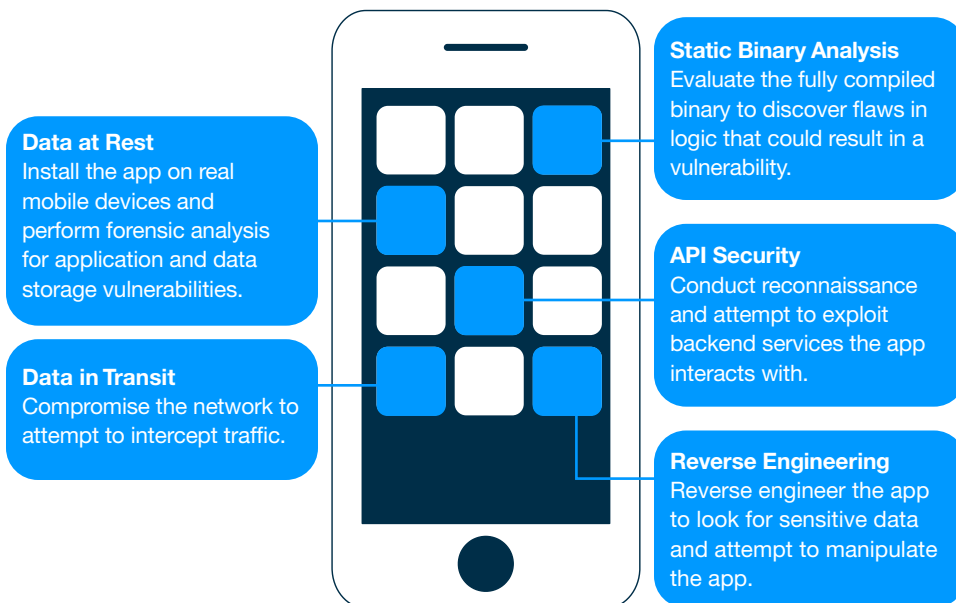 Data at Rest
Install the app on real
mobile devices and
perform forensic analysis
for application and data
storage vulnerabilities.
Data in Transit
Compromise the network to
attempt to intercept traffic.
Static Binary Analysis
Evaluate the fully compiled
binary to discover flaws in
logic that could result in a
vulnerability.
API Security
Conduct reconnaissance
and attempt to exploit
backend services the app
interacts with.
Reverse Engineering
Reverse engineer the app
to look for sensitive data
and attempt to manipulate
the app.